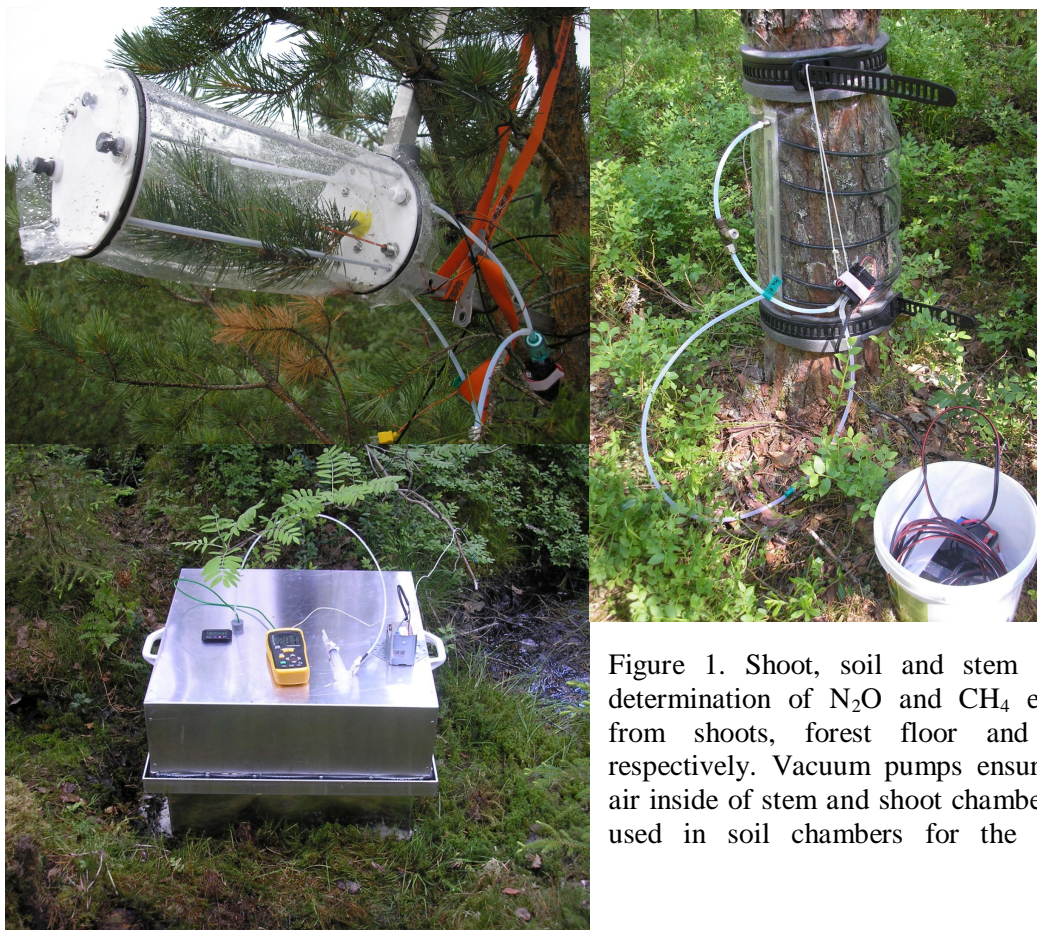 Figure 1. Shoot, soil and stem
determination of N₂O and CH₄
from shoots, forest floor and
respectively. Vacuum pumps
air inside of stem and shoot
used in soil chambers for the